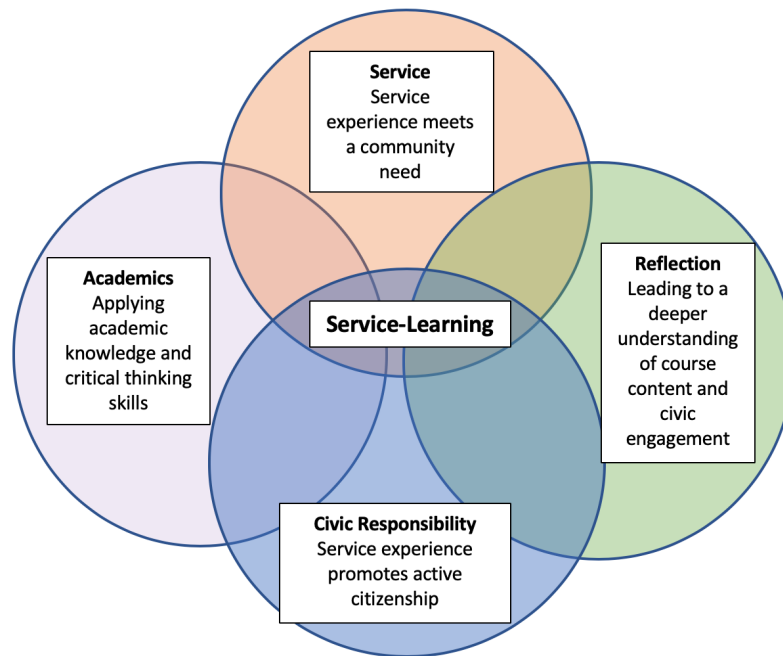 Service
Service
experience meets
a community
need
Academics
Applying
academic
knowledge and
critical thinking
skills
Service-Learning
Reflection
Leading to a
deeper
understanding
of course
content and
civic
engagement
Civic Responsibility
Service experience
promotes active
citizenship